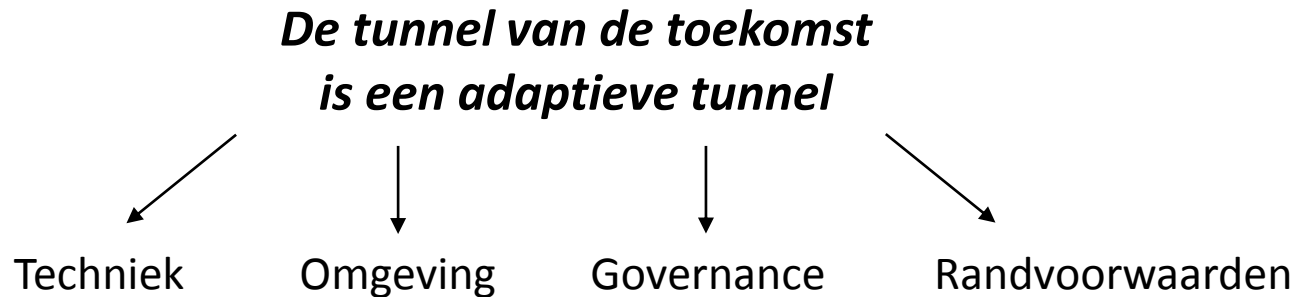 De tunnel van de toekomst
is een adaptieve tunnel
Techniek Omgeving Governance Randvoorwaarden